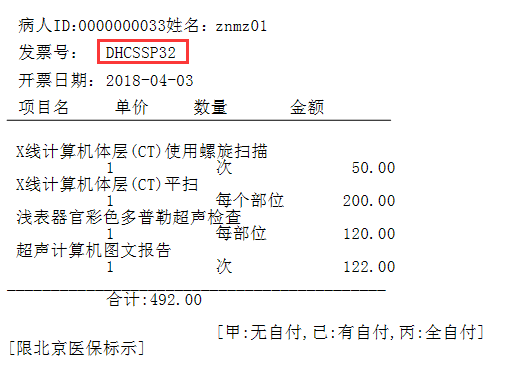 病人ID:0000000033姓名: znmz01
发票号: DHCSSP32
开票日期: 2018-04-03
项目名 单价 数量 金额
X线计算机体层(CT)使用螺旋扫描
1 次 50.00
X线计算机体层(CT)平扫
1 每个部位 200.00
浅表器官彩色多普勒超声检查
1 每部位 120.00
超声计算机图文报告
1 次 122.00
合计:492.00
[甲:无自付,已:有自付,丙:全自付]
[限北京医保标示]